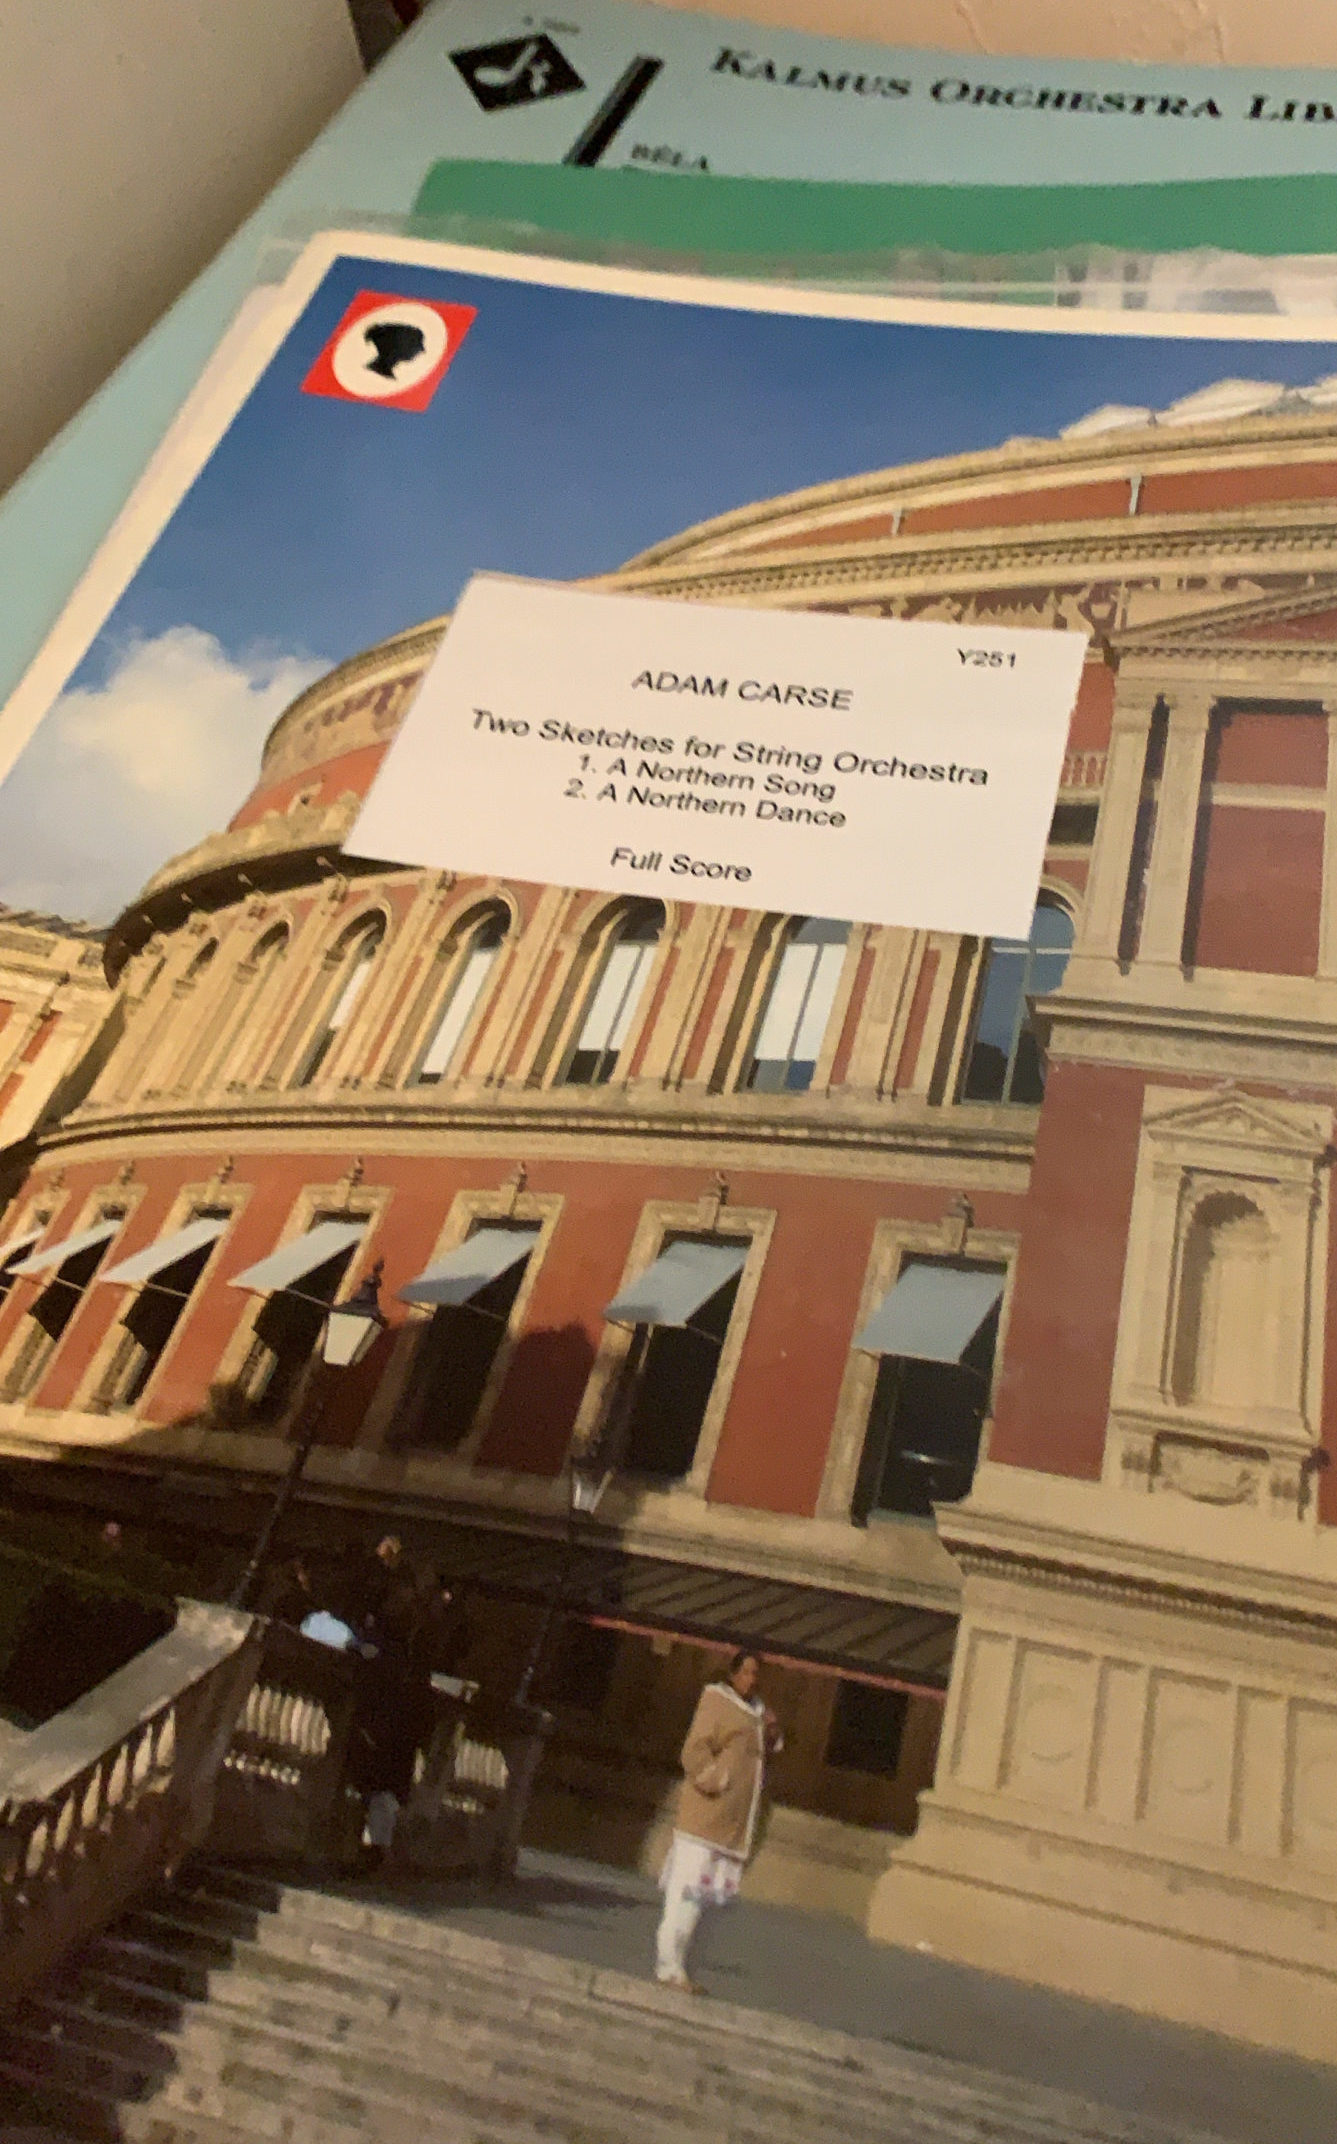 KALMUS ORCHESTRA LIB
BÉLA
Y251
ADAM CARSE
Two Sketches for String Orchestra
1. A Northern Song
2. A Northern Dance
Full Score